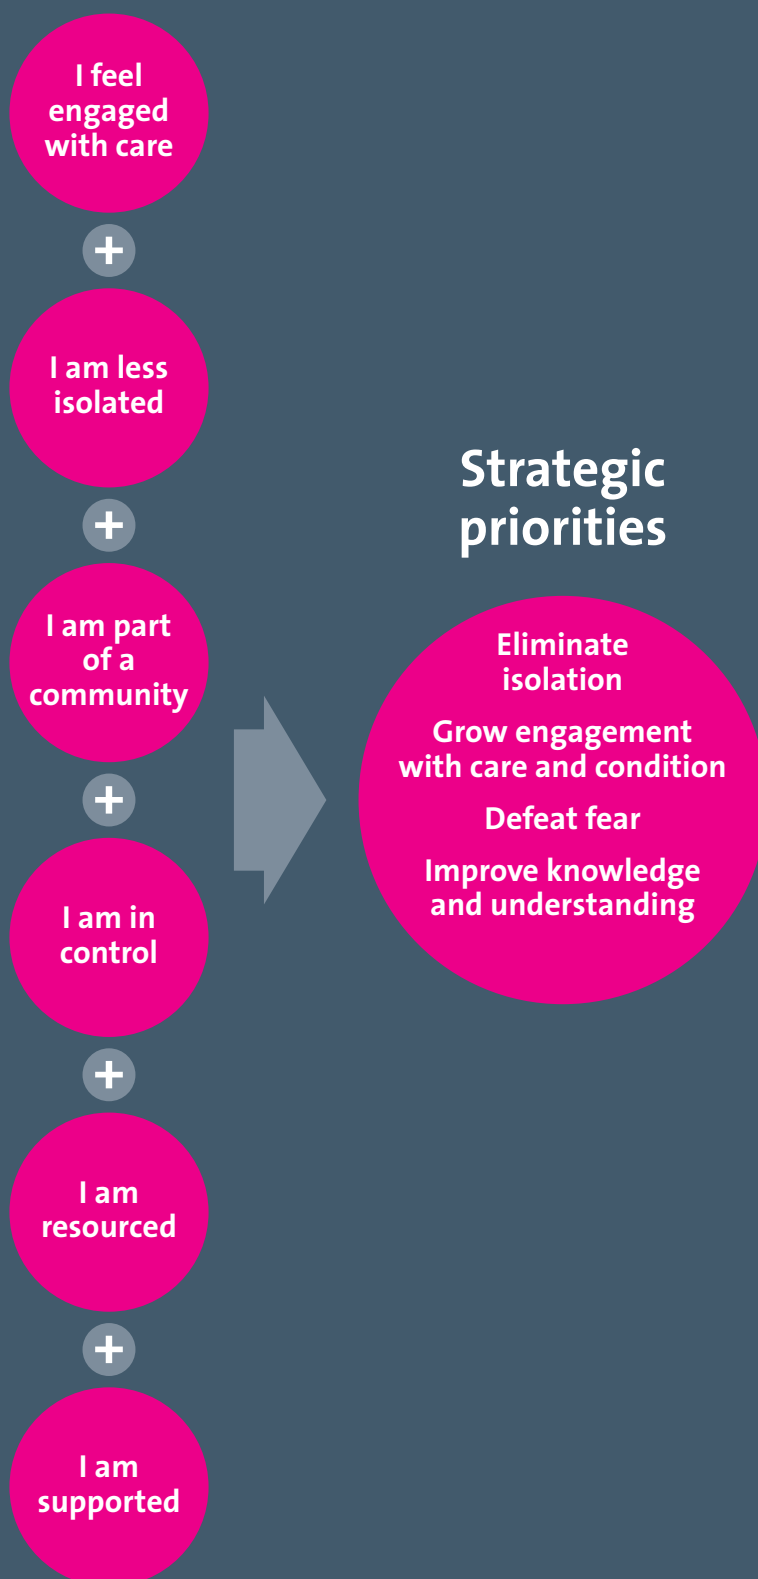 I feel
engaged
with care
+
I am less
isolated
+
I am part
of a
community
+
I am in
control
+
I am
resourced
+
I am
supported
Strategic
priorities
Eliminate
isolation
Grow engagement
with care and condition
Defeat fear
Improve knowledge
and understanding